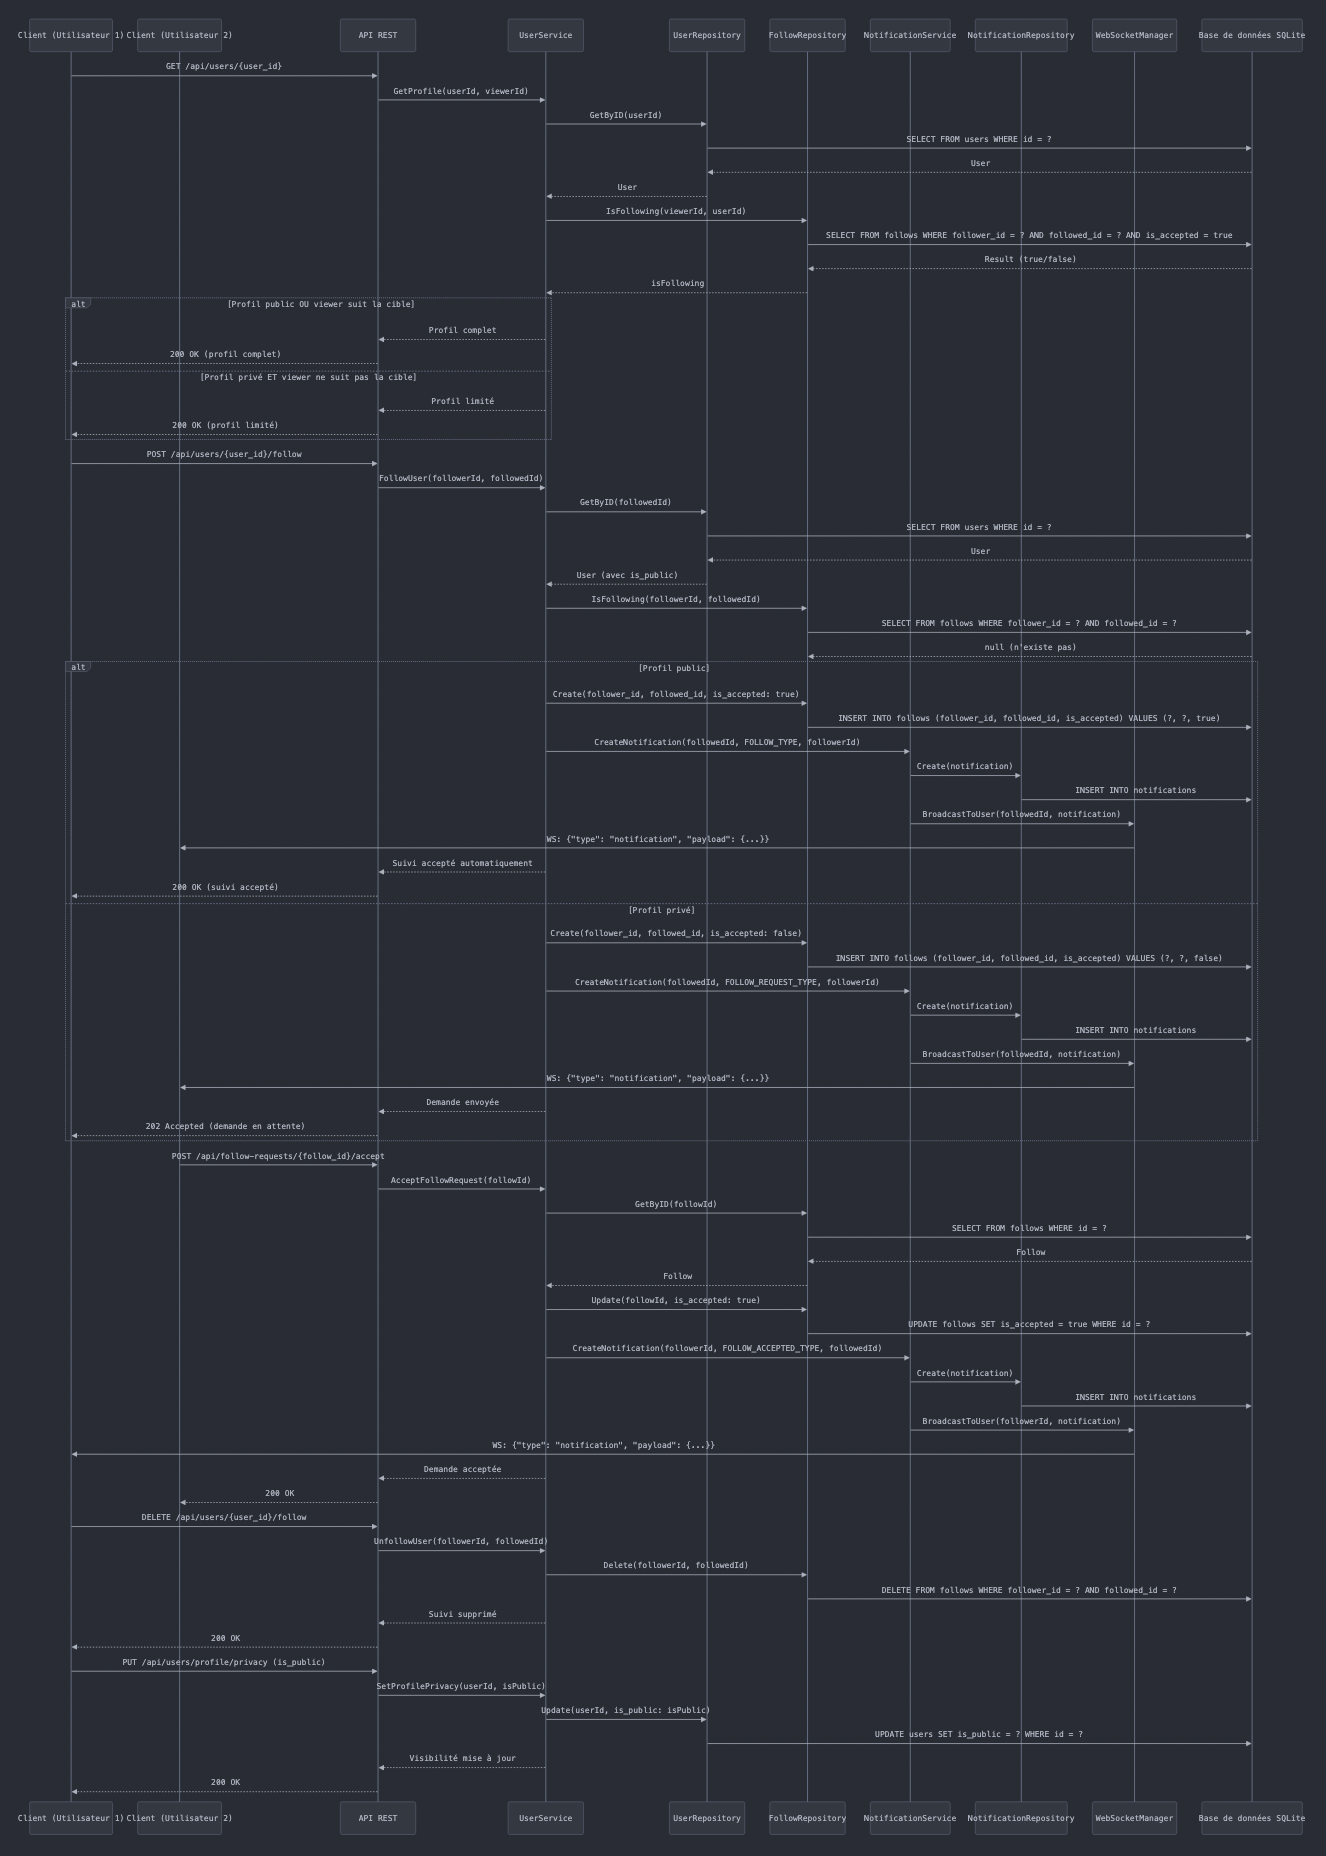 Client (Utilisateur 1)
Client (Utilisateur 2)
API REST
UserService
UserRepository
FollowRepository
NotificationService
NotificationRepository
WebSocketManager
Base de données SQLite
GET /api/users/{user_id}
GetProfile(userId, viewerId)
GetByID(userId)
SELECT FROM users WHERE id = ?
User
User
IsFollowing(viewerId, userId)
SELECT FROM follows WHERE follower_id = ? AND followed_id = ? AND is_accepted = true
Result (true/false)
isFollowing
alt
[Profil public OU viewer suit la cible]
Profil complet
200 OK (profil complet)
[Profil privé ET viewer ne suit pas la cible]
Profil limité
200 OK (profil limité)
POST /api/users/{user_id}/follow
FollowUser(followerId, followedId)
GetByID(followedId)
SELECT FROM users WHERE id = ?
User
User (avec is_public)
IsFollowing(followerId, followedId)
SELECT FROM follows WHERE follower_id = ? AND followed_id = ?
null (n'existe pas)
alt
[Profil public]
Create(follower_id, followed_id, is_accepted: true)
INSERT INTO follows (follower_id, followed_id, is_accepted) VALUES (?, ?, true)
CreateNotification(followedId, FOLLOW_TYPE, followerId)
Create(notification)
INSERT INTO notifications
BroadcastToUser(followedId, notification)
WS: {"type": "notification", "payload": {...}}
Suivi accepté automatiquement
200 OK (suivi accepté)
[Profil privé]
Create(follower_id, followed_id, is_accepted: false)
INSERT INTO follows (follower_id, followed_id, is_accepted) VALUES (?, ?, false)
CreateNotification(followedId, FOLLOW_REQUEST_TYPE, followerId)
Create(notification)
INSERT INTO notifications
BroadcastToUser(followedId, notification)
WS: {"type": "notification", "payload": {...}}
Demande envoyée
202 Accepted (demande en attente)
POST /api/follow-requests/{follow_id}/accept
AcceptFollowRequest(followId)
GetByID(followId)
SELECT FROM follows WHERE id = ?
Follow
Follow
Update(followId, is_accepted: true)
UPDATE follows SET is_accepted = true WHERE id = ?
CreateNotification(followerId, FOLLOW_ACCEPTED_TYPE, followedId)
Create(notification)
INSERT INTO notifications
BroadcastToUser(followerId, notification)
WS: {"type": "notification", "payload": {...}}
Demande acceptée
200 OK
DELETE /api/users/{user_id}/follow
UnfollowUser(followerId, followedId)
Delete(followerId, followedId)
DELETE FROM follows WHERE follower_id = ? AND followed_id = ?
Suivi supprimé
200 OK
PUT /api/users/profile/privacy (is_public)
SetProfilePrivacy(userId, isPublic)
Update(userId, is_public: isPublic)
UPDATE users SET is_public = ? WHERE id = ?
Visibilité mise à jour
200 OK
Client (Utilisateur 1)
Client (Utilisateur 2)
API REST
UserService
UserRepository
FollowRepository
NotificationService
NotificationRepository
WebSocketManager
Base de données SQLite